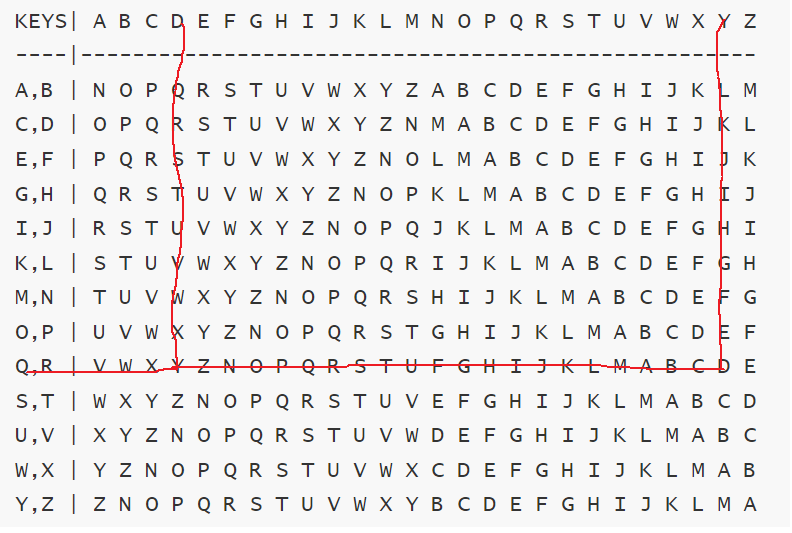 KEYS| A B C D E F G H I J K L M N O P Q R S T U V W X Y Z
----|-----------------------------------------------------
A,B | N O P Q R S T U V W X Y Z A B C D E F G H I J K L M
C,D | O P Q R S T U V W X Y Z N M A B C D E F G H I J K L
E,F | P Q R S T U V W X Y Z N O L M A B C D E F G H I J K
G,H | Q R S T U V W X Y Z N O P K L M A B C D E F G H I J
I,J | R S T U V W X Y Z N O P Q J K L M A B C D E F G H I
K,L | S T U V W X Y Z N O P Q R I J K L M A B C D E F G H
M,N | T U V W X Y Z N O P Q R S H I J K L M A B C D E F G
O,P | U V W X Y Z N O P Q R S T G H I J K L M A B C D E F
Q,R | V W X Y Z N O P Q R S T U F G H I J K L M A B C D E
S,T | W X Y Z N O P Q R S T U V E F G H I J K L M A B C D
U,V | X Y Z N O P Q R S T U V W D E F G H I J K L M A B C
W,X | Y Z N O P Q R S T U V W X C D E F G H I J K L M A B
Y,Z | Z N O P Q R S T U V W X Y B C D E F G H I J K L M A